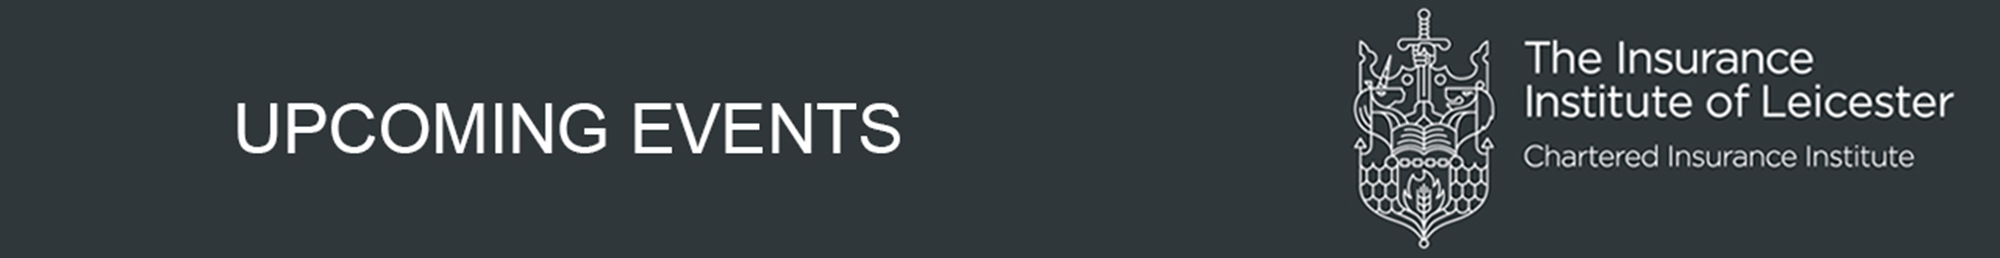 UPCOMING EVENTS
The Insurance
Institute of Leicester
Chartered Insurance Institute